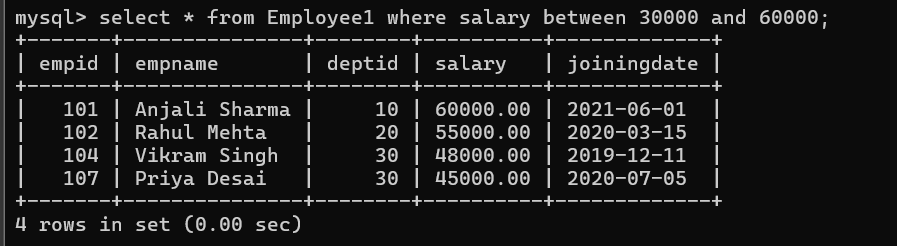 mysql> select * from Employee1 where salary between 30000 and 60000;
+-------+---------------+--------+----------+-------------+
| empid | empname       | deptid | salary   | joiningdate |
+-------+---------------+--------+----------+-------------+
|   101 | Anjali Sharma |     10 | 60000.00 | 2021-06-01  |
|   102 | Rahul Mehta   |     20 | 55000.00 | 2020-03-15  |
|   104 | Vikram Singh  |     30 | 48000.00 | 2019-12-11  |
|   107 | Priya Desai   |     30 | 45000.00 | 2020-07-05  |
+-------+---------------+--------+----------+-------------+
4 rows in set (0.00 sec)